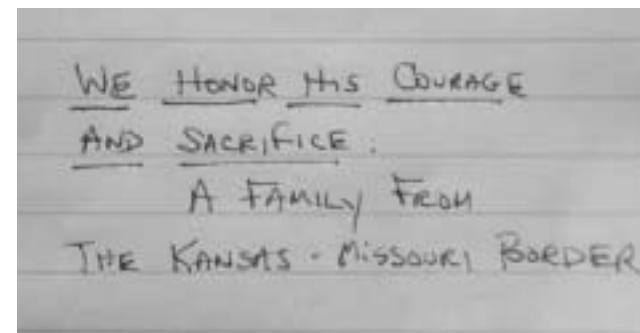 WE HONOR HIS COURAGE
AND SACRIFICE.
A FAMILY FROM
THE KANSAS - MISSOURI BORDER